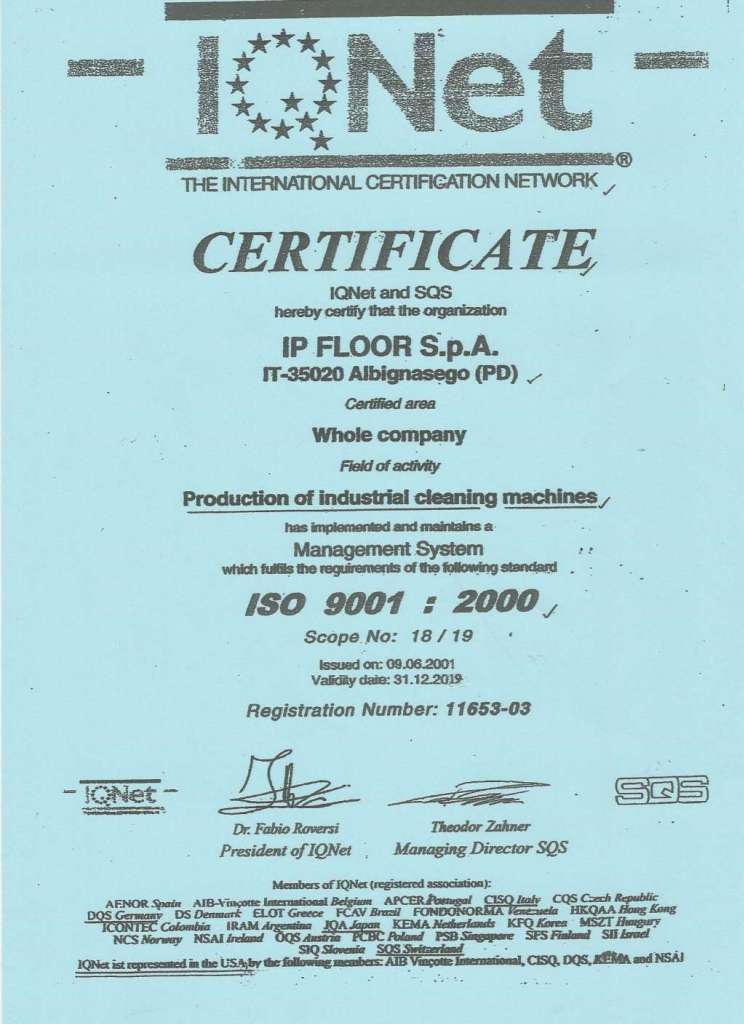 IQNet®
THE INTERNATIONAL CERTIFICATION NETWORK
CERTIFICATE
IQNet and SQS
hereby certify that the organization
IP FLOOR S.p.A.
IT-35020 Albignasego (PD)
Certified area
Whole company
Field of activity
Production of industrial cleaning machines
has implemented and maintains a
Management System
which fulfils the requirements of the following standard
ISO 9001 : 2000
Scope No: 18 / 19
Issued on: 09.06.2001
Validity date: 31.12.2019
Registration Number: 11653-03
IQNet
SQS
Dr. Fabio Roversi
Theodor Zahner
President of IQNet
Managing Director SQS
Members of IQNet (registered association):
AENOR Spain AIB-Vinçotte International Belgium APCER Portugal CISQ Italy CQS Czech Republic
DQS Germany DS Denmark ELOT Greece FCAV Brazil FONDONORMA Venezuela HKQAA Hong Kong
ICONTEC Colombia IRAM Argentina JQA Japan KEMA Netherlands KFQ Korea MSZT Hungary
NCS Norway NSAI Ireland ÖQS Austria PCBC Poland PSB Singapore SFS Finland SII Israel
SIQ Slovenia SQS Switzerland
IQNet ist represented in the USA by the following members: AIB Vinçotte International, CISQ, DQS, KEMA and NSAI